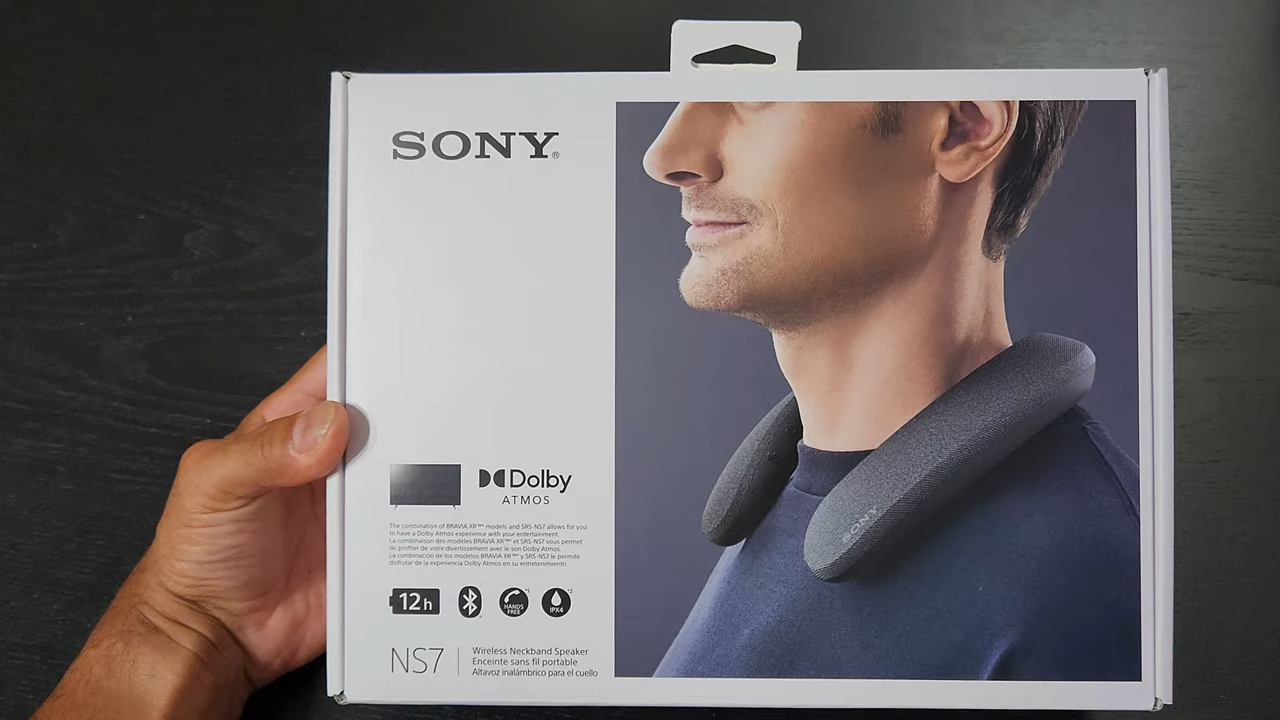 SONY®
Dolby
ATMOS
The combination of BRAVIA XR™*** models and SRS-NS7 allows for you
to have a Dolby Atmos experience with your entertainment.
La combinaison des modèles BRAVIA XR™*** et SRS-NS7 vous permet
de profiter de votre divertissement avec le son Dolby Atmos.
La combinación de los modelos BRAVIA XR™*** y SRS-NS7 le permite
disfrutar de la experiencia Dolby Atmos en su entretenimiento.
12h
HANDS
FREE
*1
IPX4
*2
NS7
Wireless Neckband Speaker
Enceinte sans fil portable
Altavoz inalámbrico para el cuello
SONY